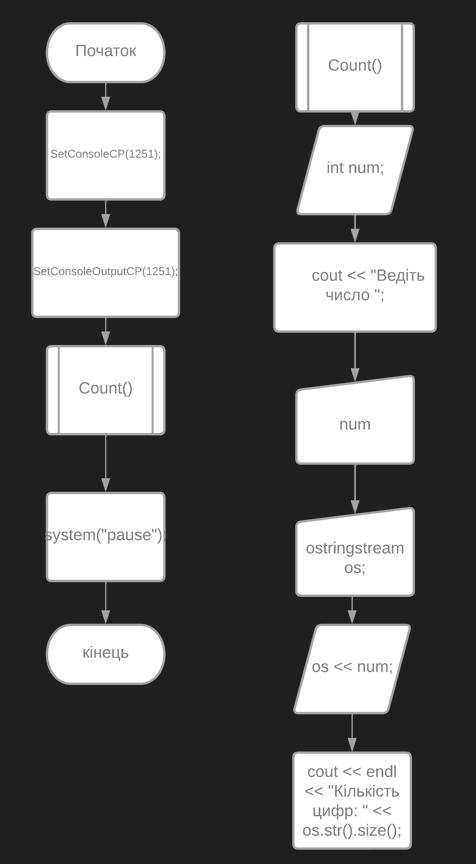 Початок
SetConsoleCP(1251);
SetConsoleOutputCP(1251);
Count()
system("pause");
кінець
Count()
int num;
cout << "Ведіть
число ";
num
ostringstream
os;
os << num;
cout << endl
<< "Кількість
цифр: " <<
os.str().size();